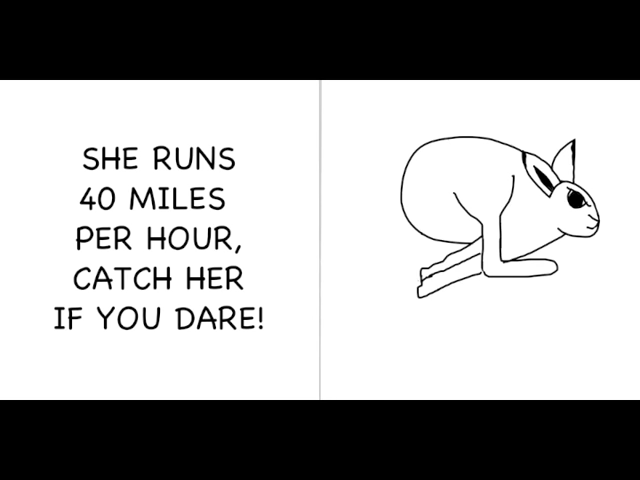 SHE RUNS
40 MILES
PER HOUR,
CATCH HER
IF YOU DARE!